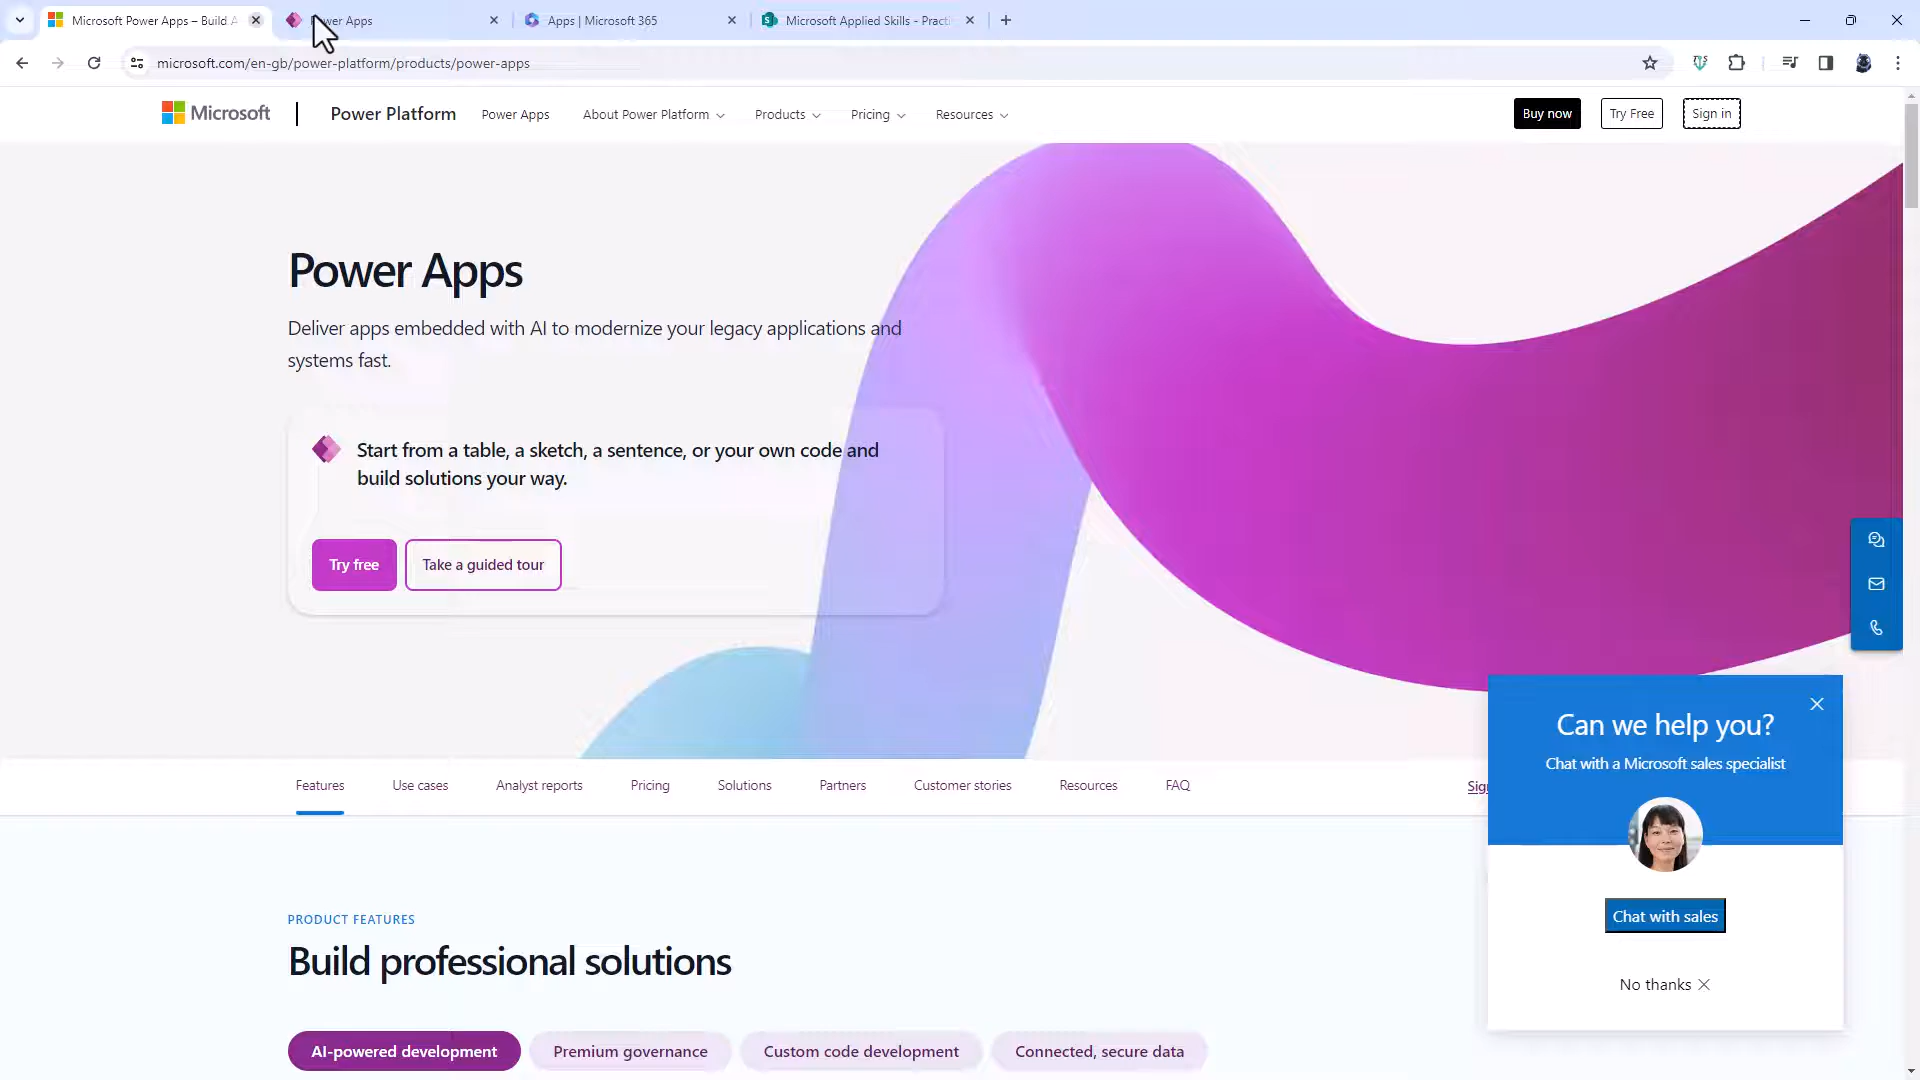 Microsoft Power Apps – Build A
Power Apps
Apps | Microsoft 365
Microsoft Applied Skills - Practi
microsoft.com/en-gb/power-platform/products/power-apps
Microsoft
Power Platform
Power Apps
About Power Platform
Products
Pricing
Resources
Buy now
Try Free
Sign in
Power Apps
Deliver apps embedded with AI to modernize your legacy applications and
systems fast.
Start from a table, a sketch, a sentence, or your own code and
build solutions your way.
Try free
Take a guided tour
Can we help you?
Chat with a Microsoft sales specialist
Chat with sales
No thanks
Features
Use cases
Analyst reports
Pricing
Solutions
Partners
Customer stories
Resources
FAQ
PRODUCT FEATURES
Build professional solutions
AI-powered development
Premium governance
Custom code development
Connected, secure data